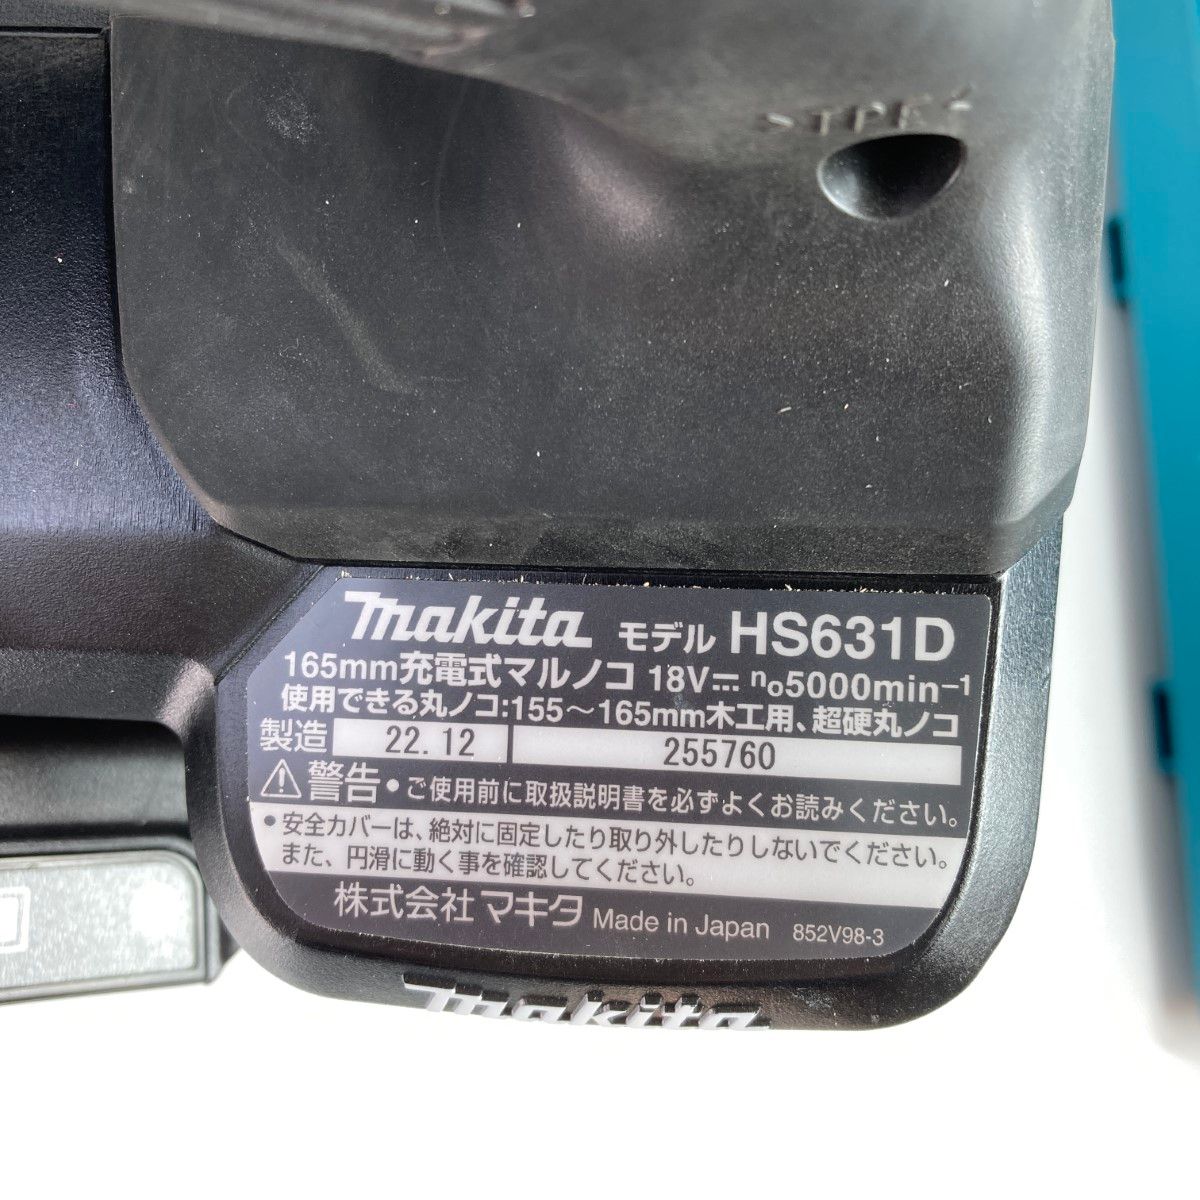 makita モデル HS631D
165mm充電式マルノコ 18V⎓ n₀5000min⁻¹
使用できる丸ノコ:155～165mm木工用、超硬丸ノコ
製造 22.12 255760
⚠警告・ご使用前に取扱説明書を必ずよくお読みください。
・安全カバーは、絶対に固定したり取り外したりしないでください。
また、円滑に動く事を確認してください。
株式会社マキタ Made in Japan 852V98-3
makita